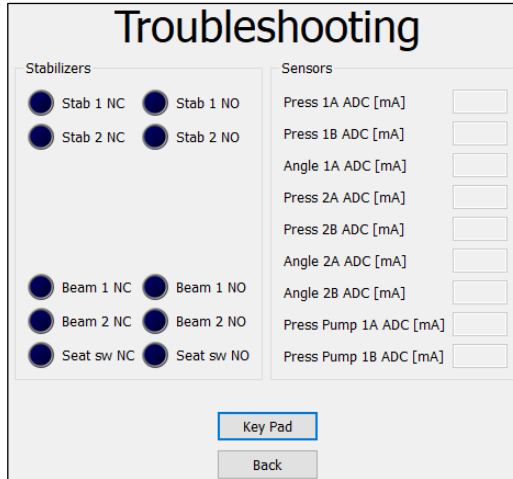 Troubleshooting
Stabilizers
Stab 1 NC Stab 1 NO
Stab 2 NC Stab 2 NO
Beam 1 NC Beam 1 NO
Beam 2 NC Beam 2 NO
Seat sw NC Seat sw NO
Sensors
Press 1A ADC [mA]
Press 1B ADC [mA]
Angle 1A ADC [mA]
Press 2A ADC [mA]
Press 2B ADC [mA]
Angle 2A ADC [mA]
Angle 2B ADC [mA]
Press Pump 1A ADC [mA]
Press Pump 1B ADC [mA]
Key Pad
Back